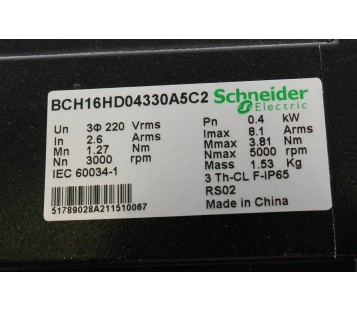 BCH16HD04330A5C2 Schneider
Electric
Un 3Φ 220 Vrms Pn 0.4 kW
In 2.6 Arms Imax 8.1 Arms
Mn 1.27 Nm Mmax 3.81 Nm
Nn 3000 rpm Nmax 5000 rpm
Mass 1.53 Kg
IEC 60034-1 3 Th-CL F-IP65
RS02
51789028A211510067 Made in China